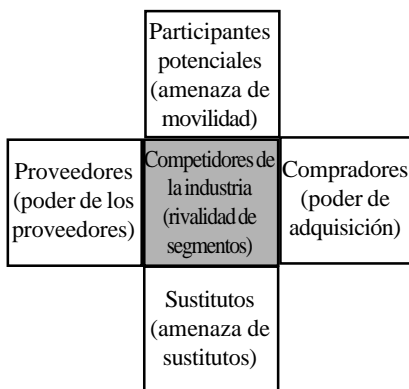 Participantes
potenciales
(amenaza de
movilidad)
Proveedores
(poder de los
proveedores)
Competidores de
la industria
(rivalidad de
segmentos)
Compradores
(poder de
adquisición)
Sustitutos
(amenaza de
sustitutos)